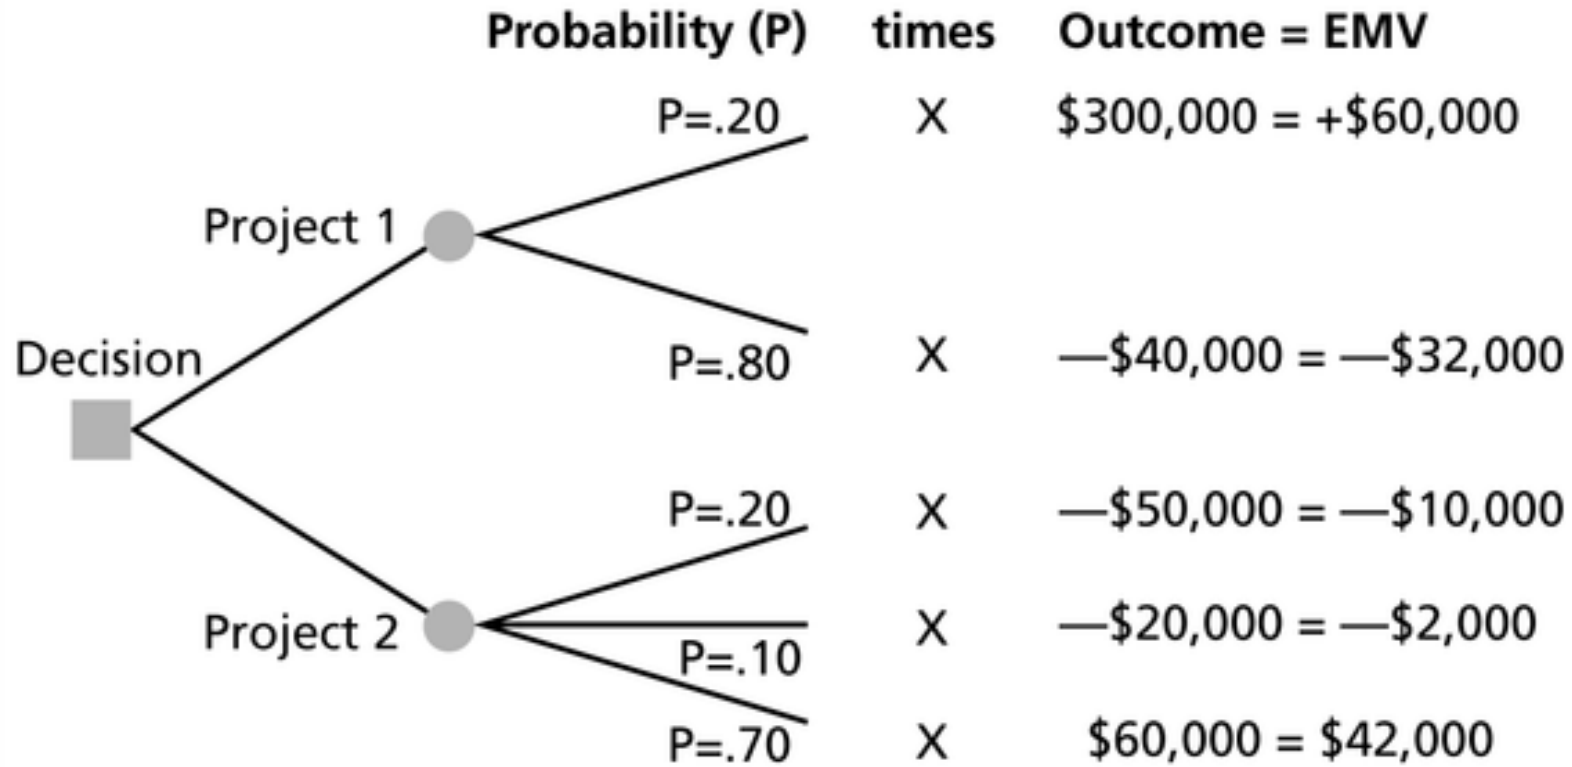 Probability (P) times Outcome = EMV
P=.20 X $300,000 = +$60,000
Project 1
P=.80 X —$40,000 = —$32,000
Decision
P=.20 X —$50,000 = —$10,000
Project 2
P=.10 X —$20,000 = —$2,000
P=.70 X $60,000 = $42,000